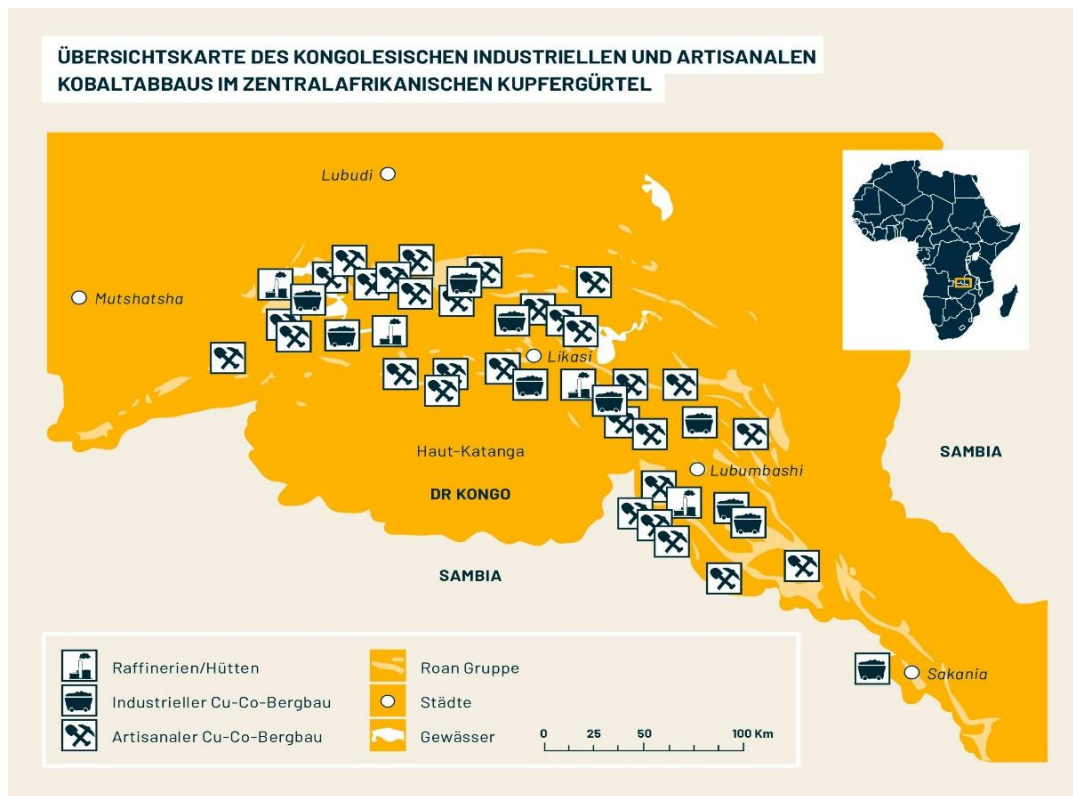 ÜBERSICHTSKARTE DES KONGOLESISCHEN INDUSTRIELLEN UND ARTISANALEN
KOBALTABBAUS IM ZENTRALAFRIKANISCHEN KUPFERGÜRTEL
Lubudi
Mutshatsha
Likasi
Haut-Katanga
SAMBIA
Lubumbashi
DR KONGO
SAMBIA
Sakania
Raffinerien/Hütten
Industrieller Cu-Co-Bergbau
Artisanaler Cu-Co-Bergbau
Roan Gruppe
Städte
Gewässer
0 25 50 100 Km